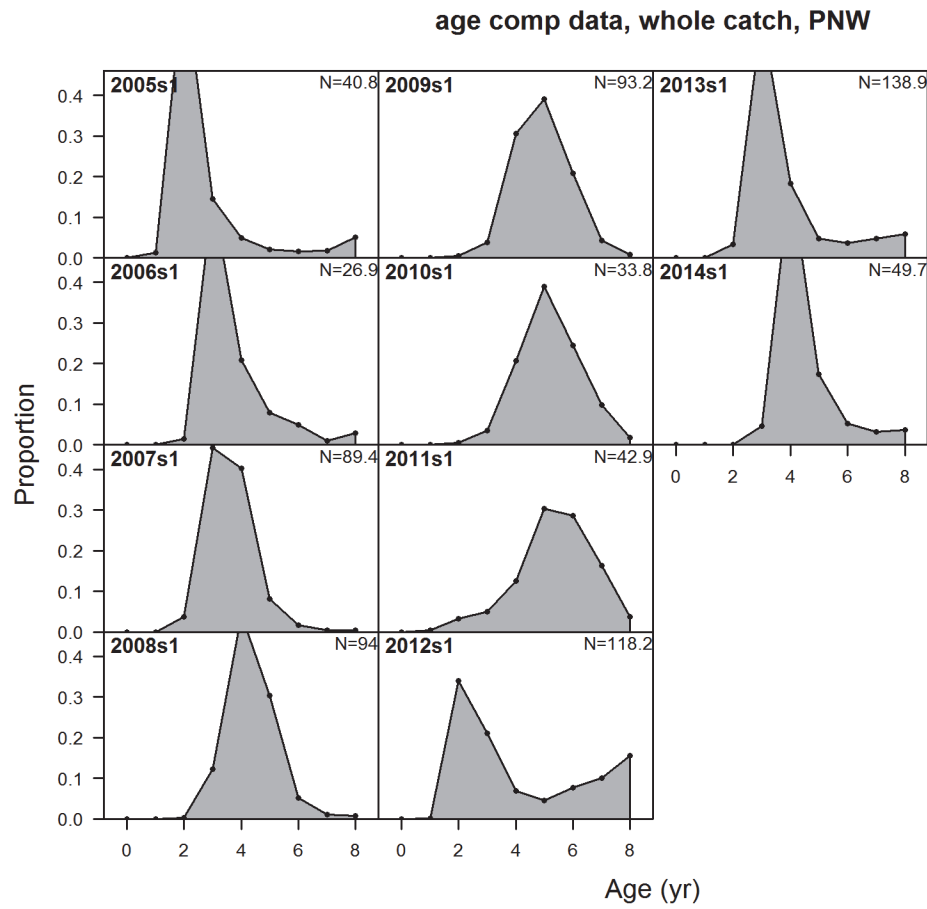 age comp data, whole catch, PNW
2005s1 N=40.8 2009s1 N=93.2 2013s1 N=138.9
0.4
0.3
0.2
0.1
0.0
2006s1 N=26.9 2010s1 N=33.8 2014s1 N=49.7
0.4
0.3
0.2
0.1
0.0
2007s1 N=89.4 2011s1 N=42.9
0.4
0 2 4 6 8
0.3
0.2
0.1
0.0
2008s1 N=94 2012s1 N=118.2
0.4
0.3
0.2
0.1
0.0
0 2 4 6 8 0 2 4 6 8
Proportion
Age (yr)